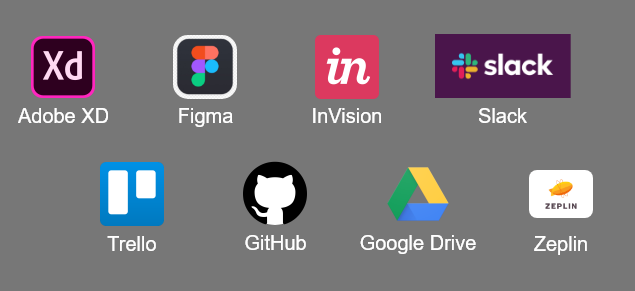 Xd
in
slack
Adobe XD
Figma
InVision
Slack
ZEPLIN
Trello
GitHub
Google Drive
Zeplin